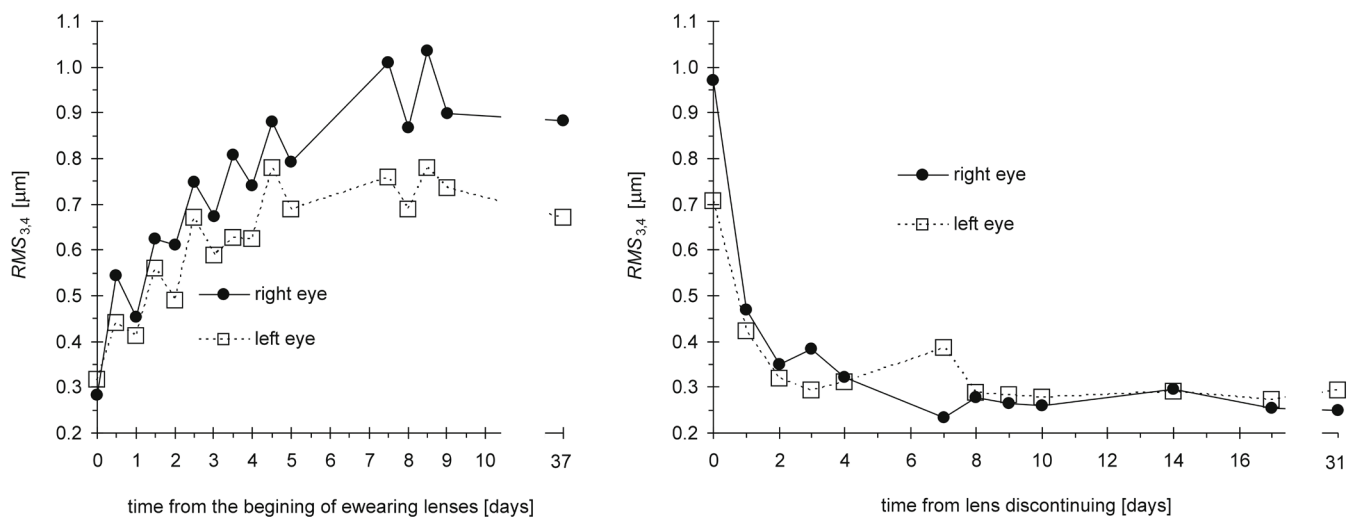 1.1
1.0
0.9
0.8
0.7
0.6
0.5
0.4
0.3
0.2
RMS3,4 [μm]
right eye
left eye
0 1 2 3 4 5 6 7 8 9 10 37
time from the begining of ewearing lenses [days]
1.1
1.0
0.9
0.8
0.7
0.6
0.5
0.4
0.3
0.2
RMS3,4 [μm]
right eye
left eye
0 2 4 6 8 10 12 14 16 31
time from lens discontinuing [days]